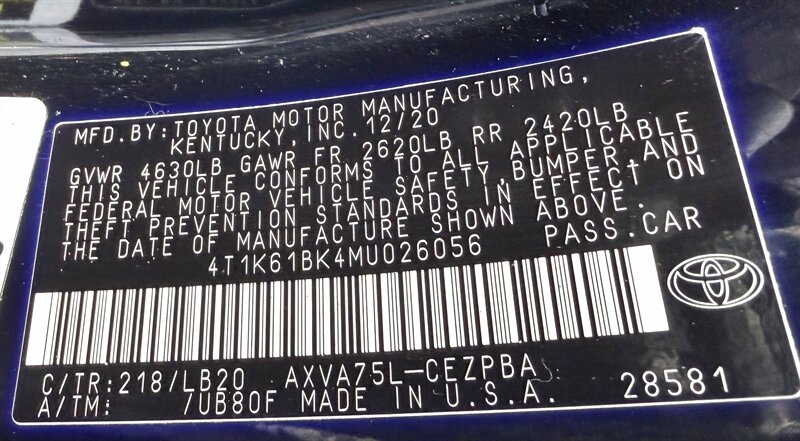 MFD.BY:TOYOTA MOTOR MANUFACTURING,
KENTUCKY,INC.12/20
GVWR 4630LB GAWR FR 2620LB RR 2420LB
THIS VEHICLE CONFORMS TO ALL APPLICABLE
FEDERAL MOTOR VEHICLE SAFETY,BUMPER,AND
THEFT PREVENTION STANDARDS IN EFFECT ON
THE DATE OF MANUFACTURE SHOWN ABOVE.
4T1K61BK4MU026056 PASS.CAR
C/TR:218/LB20 AXVA75L-CEZPBA
A/TM: /UB80F MADE IN U.S.A. 28581